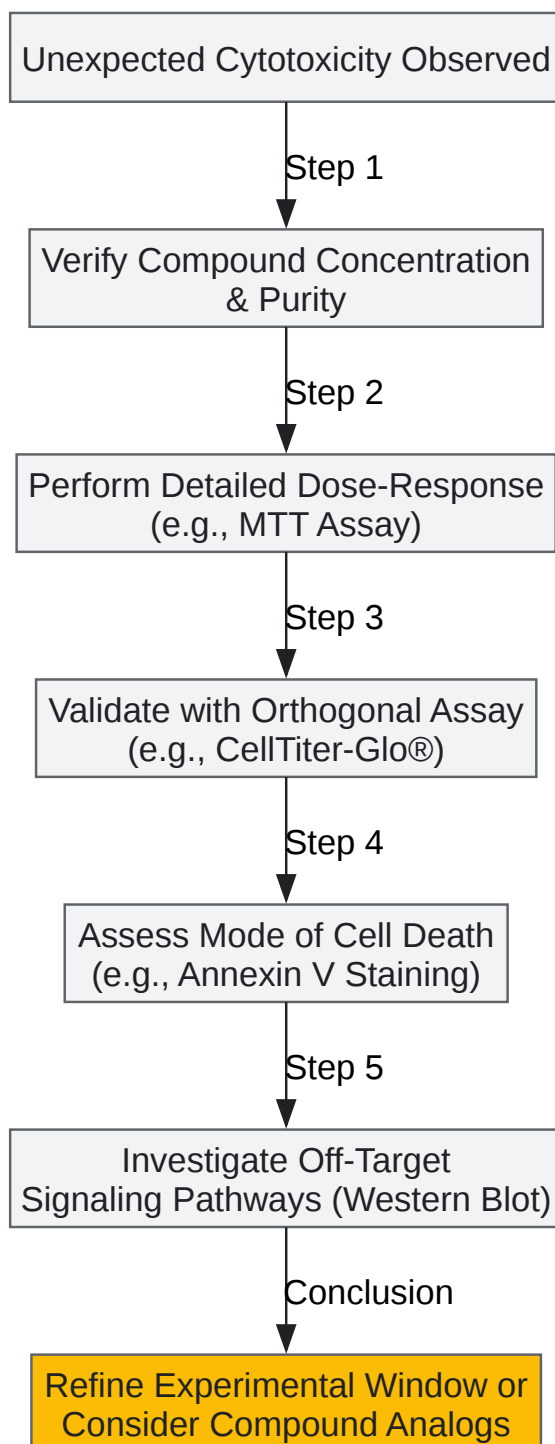 Unexpected Cytotoxicity Observed
Step 1
Verify Compound Concentration
& Purity
Step 2
Perform Detailed Dose-Response
(e.g., MTT Assay)
Step 3
Validate with Orthogonal Assay
(e.g., CellTiter-Glo®)
Step 4
Assess Mode of Cell Death
(e.g., Annexin V Staining)
Step 5
Investigate Off-Target
Signaling Pathways (Western Blot)
Conclusion
Refine Experimental Window or
Consider Compound Analogs